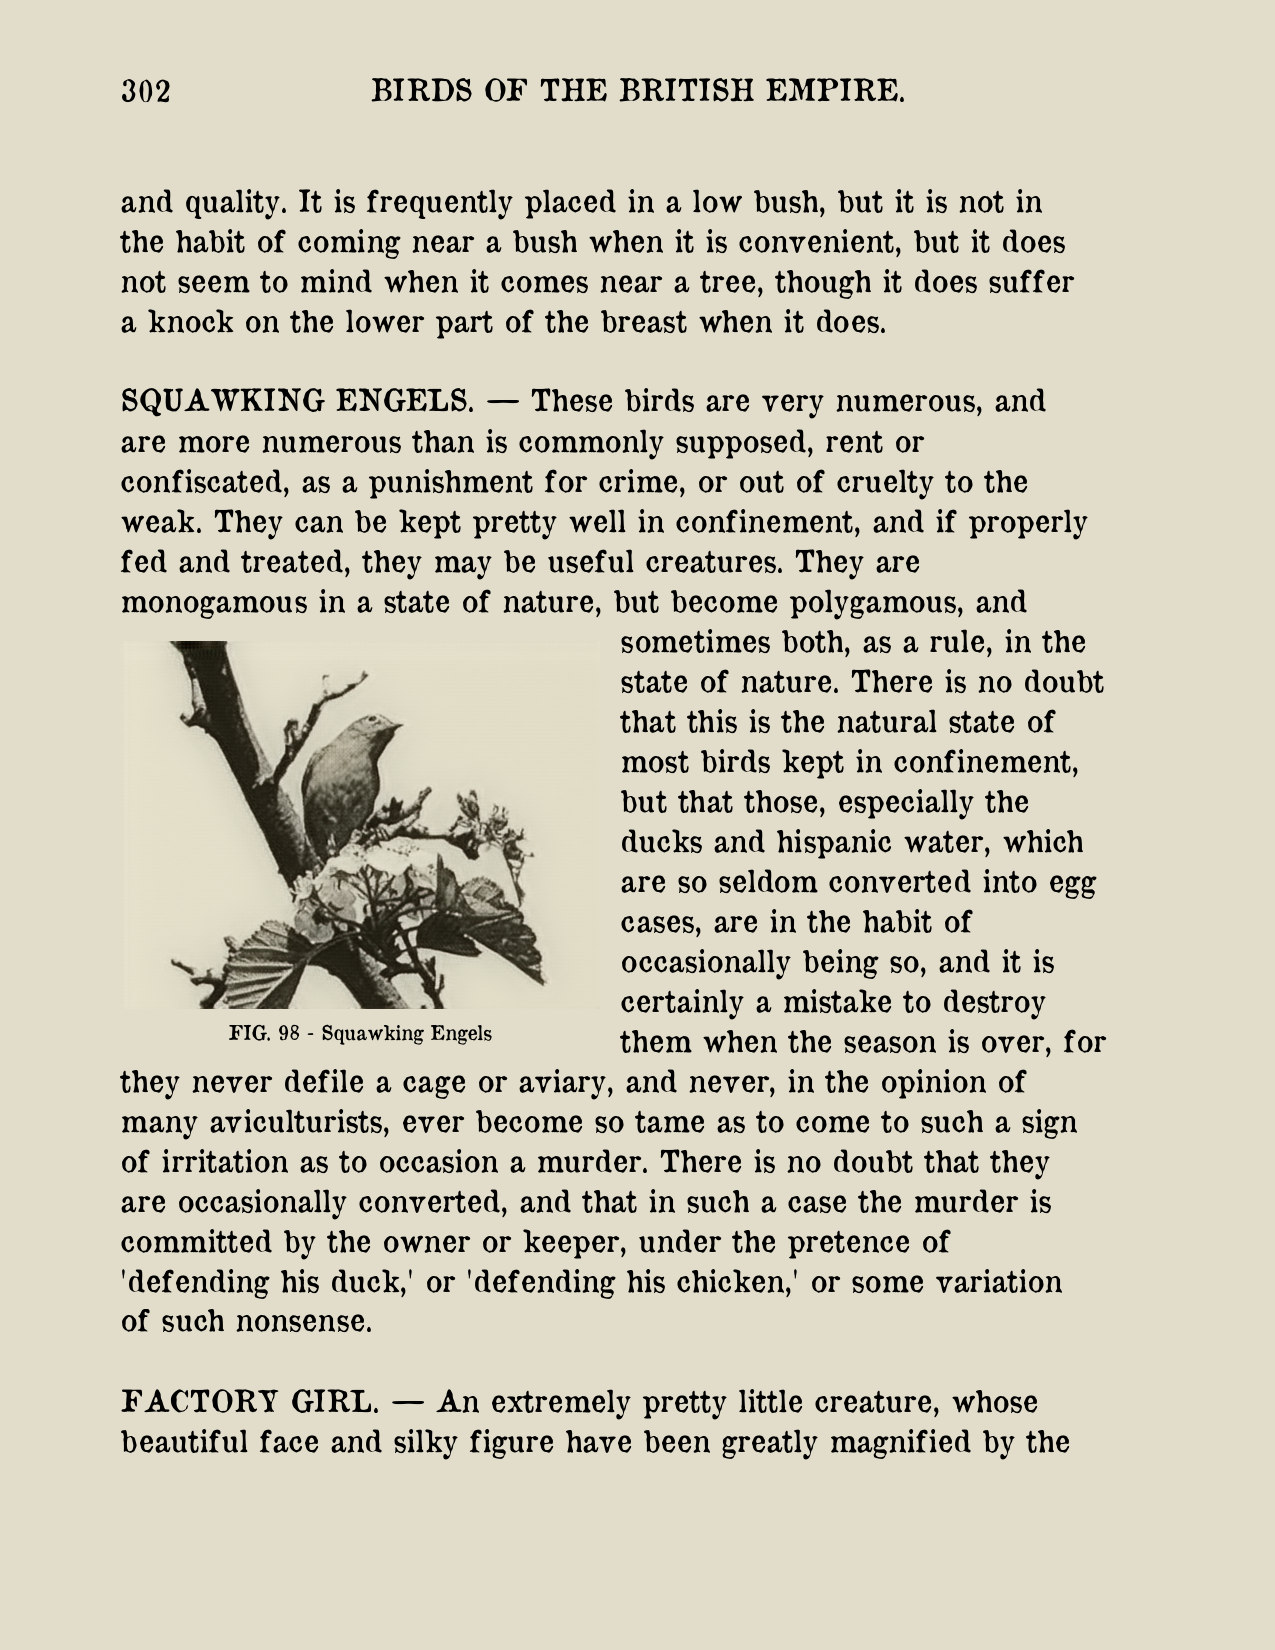 302 BIRDS OF THE BRITISH EMPIRE.
and quality. It is frequently placed in a low bush, but it is not in
the habit of coming near a bush when it is convenient, but it does
not seem to mind when it comes near a tree, though it does suffer
a knock on the lower part of the breast when it does.
SQUAWKING ENGELS. — These birds are very numerous, and
are more numerous than is commonly supposed, rent or
confiscated, as a punishment for crime, or out of cruelty to the
weak. They can be kept pretty well in confinement, and if properly
fed and treated, they may be useful creatures. They are
monogamous in a state of nature, but become polygamous, and
sometimes both, as a rule, in the
state of nature. There is no doubt
that this is the natural state of
most birds kept in confinement,
but that those, especially the
ducks and hispanic water, which
are so seldom converted into egg
cases, are in the habit of
occasionally being so, and it is
certainly a mistake to destroy
them when the season is over, for
FIG. 98 - Squawking Engels
they never defile a cage or aviary, and never, in the opinion of
many aviculturists, ever become so tame as to come to such a sign
of irritation as to occasion a murder. There is no doubt that they
are occasionally converted, and that in such a case the murder is
committed by the owner or keeper, under the pretence of
'defending his duck,' or 'defending his chicken,' or some variation
of such nonsense.
FACTORY GIRL. — An extremely pretty little creature, whose
beautiful face and silky figure have been greatly magnified by the